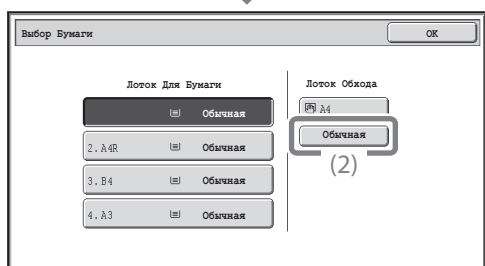 Выбор Бумаги
OK
Лоток Для Бумаги
Лоток Обхода
Обычная
A4
2. A4R
Обычная
Обычная
(2)
3. B4
Обычная
4. A3
Обычная